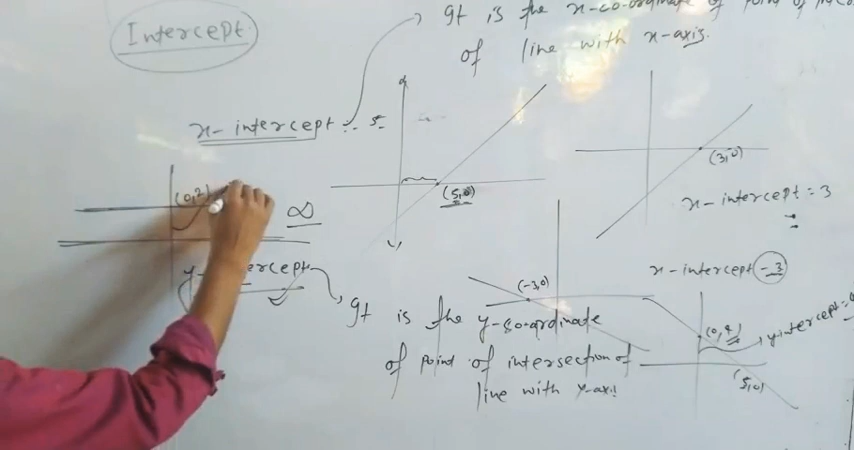 Intercept
It is the x-co-ordinate of point of
of line with x-axis.
x-intercept :- 5
(5,0)
(3,0)
x-intercept = 3
(0,2)
∞
x-intercept -3
(-3,0)
It is the y-co-ordinate
of point of intersection of
line with y-axis
(0,4)
y intercept =
(5,0)